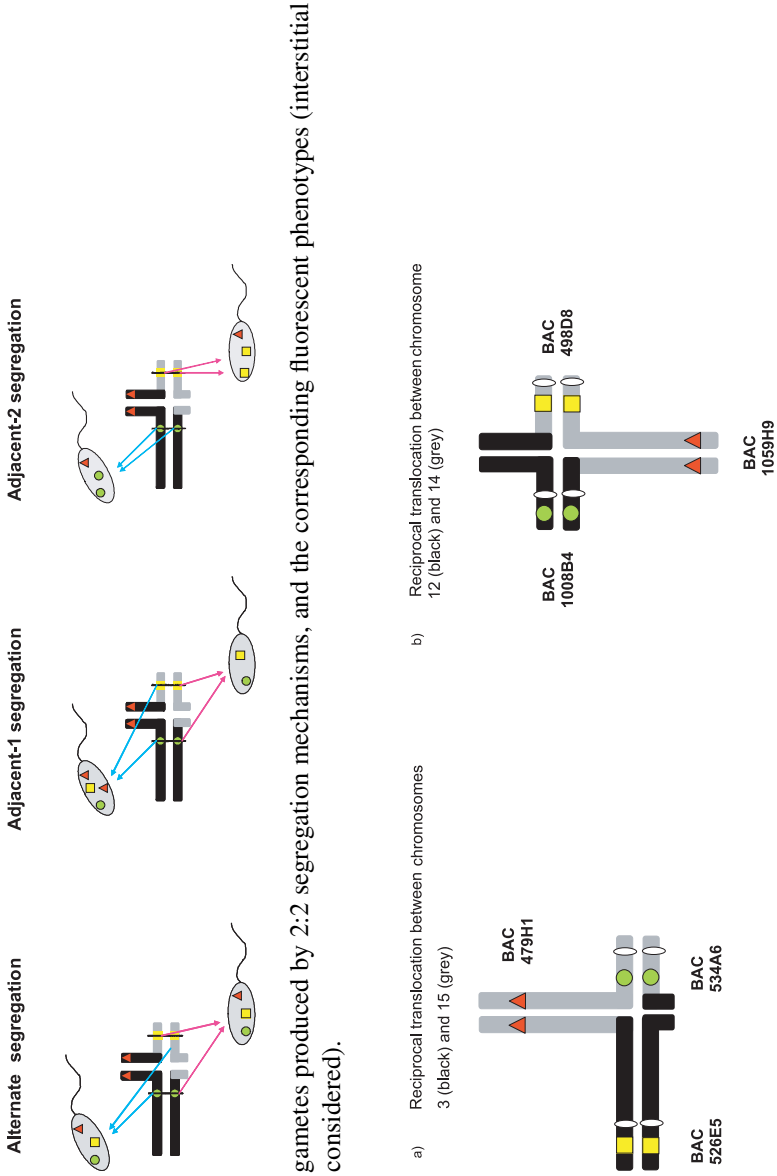 Alternate segregation
Adjacent-1 segregation
Adjacent-2 segregation
gametes produced by 2:2 segregation mechanisms, and the corresponding fluorescent phenotypes (interstitial
considered).
a) Reciprocal translocation between chromosomes
3 (black) and 15 (grey)
BAC
479H1
BAC
526E5
BAC
534A6
b) Reciprocal translocation between chromosome
12 (black) and 14 (grey)
BAC
1008B4
BAC
498D8
BAC
1059H9